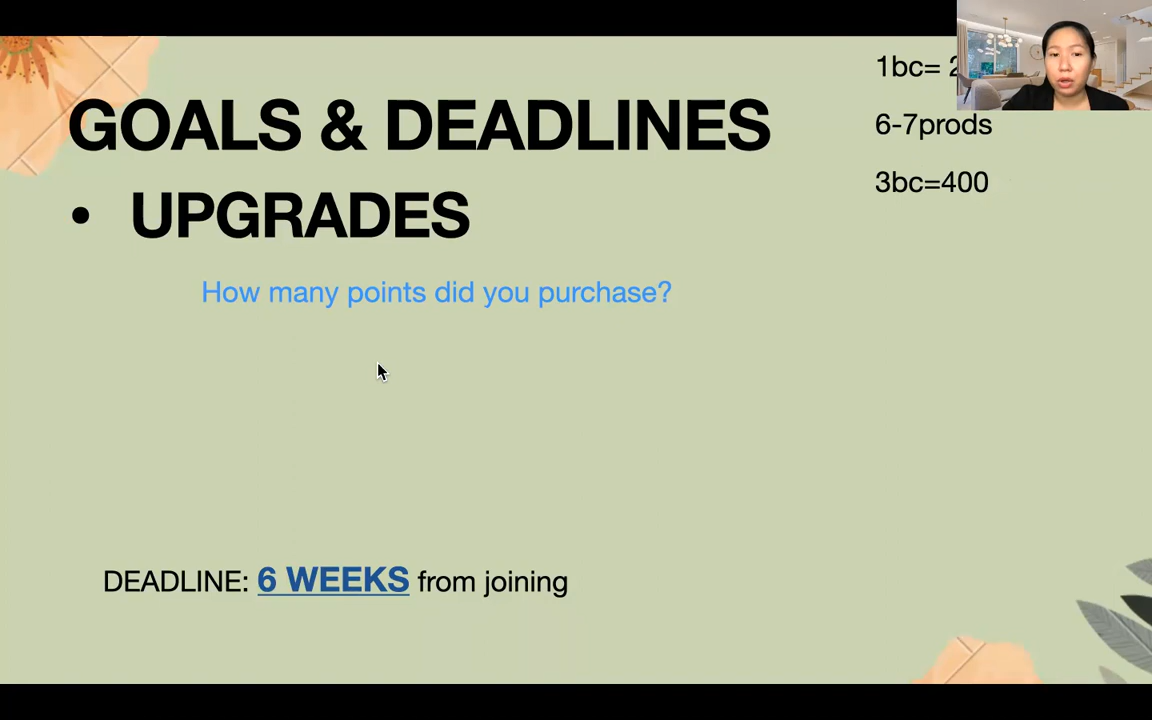 GOALS & DEADLINES
• UPGRADES
How many points did you purchase?
DEADLINE: 6 WEEKS from joining
1bc=
6-7prods
3bc=400